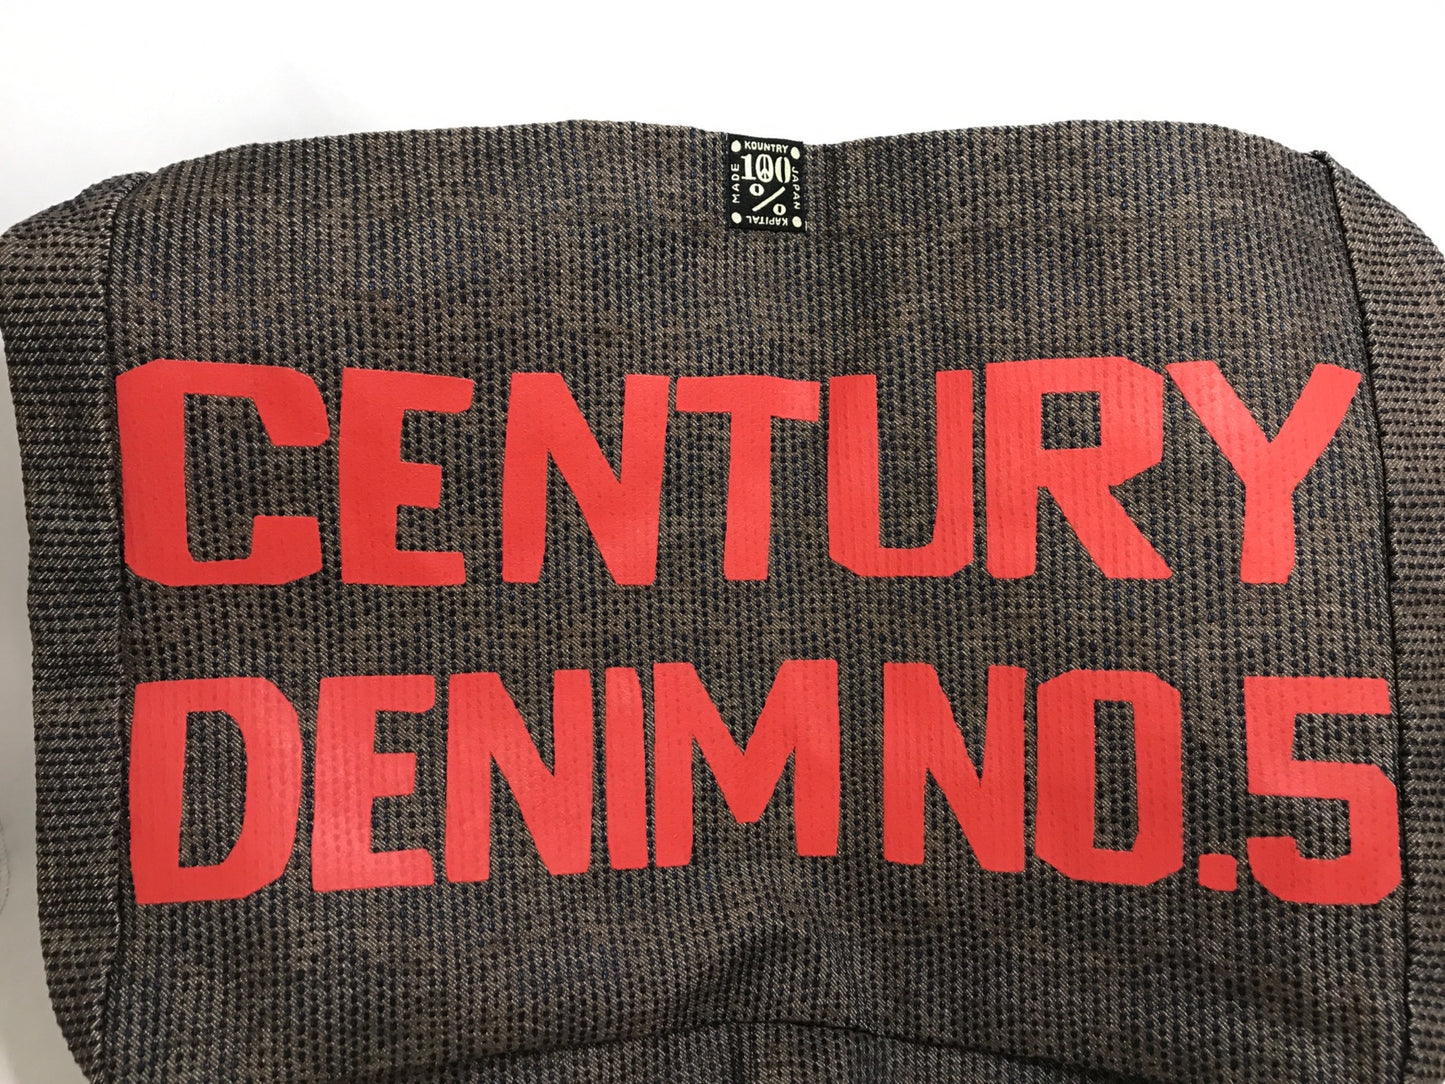 KOUNTRY
MADE
100
%
JAPAN
KAPITAL
CENTURY
DENIM NO.5